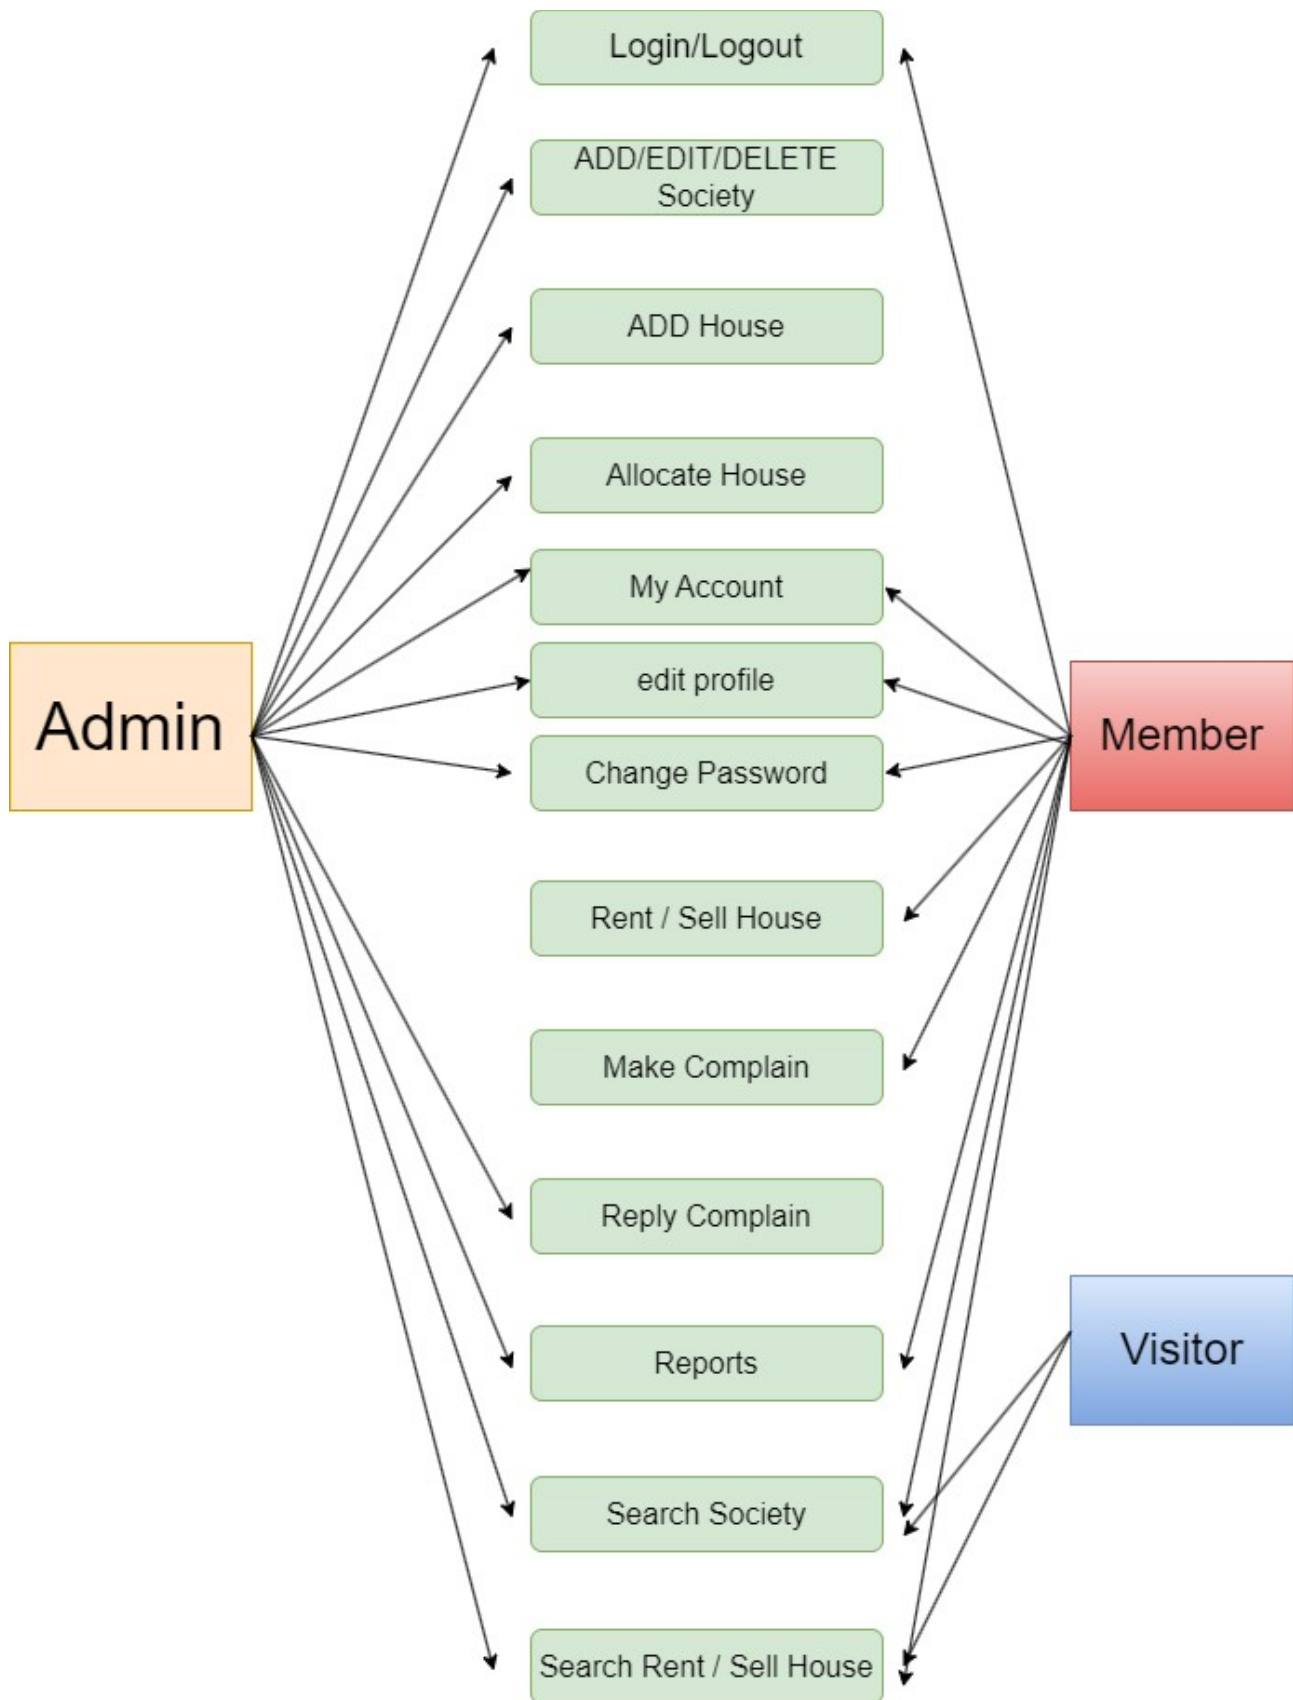 Login/Logout
ADD/EDIT/DELETE
Society
ADD House
Allocate House
My Account
edit profile
Admin
Member
Change Password
Rent / Sell House
Make Complain
Reply Complain
Visitor
Reports
Search Society
Search Rent / Sell House